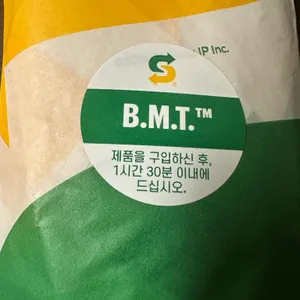 IP Inc.
S
B.M.T.™
제품을 구입하신 후,
1시간 30분 이내에
드십시오.